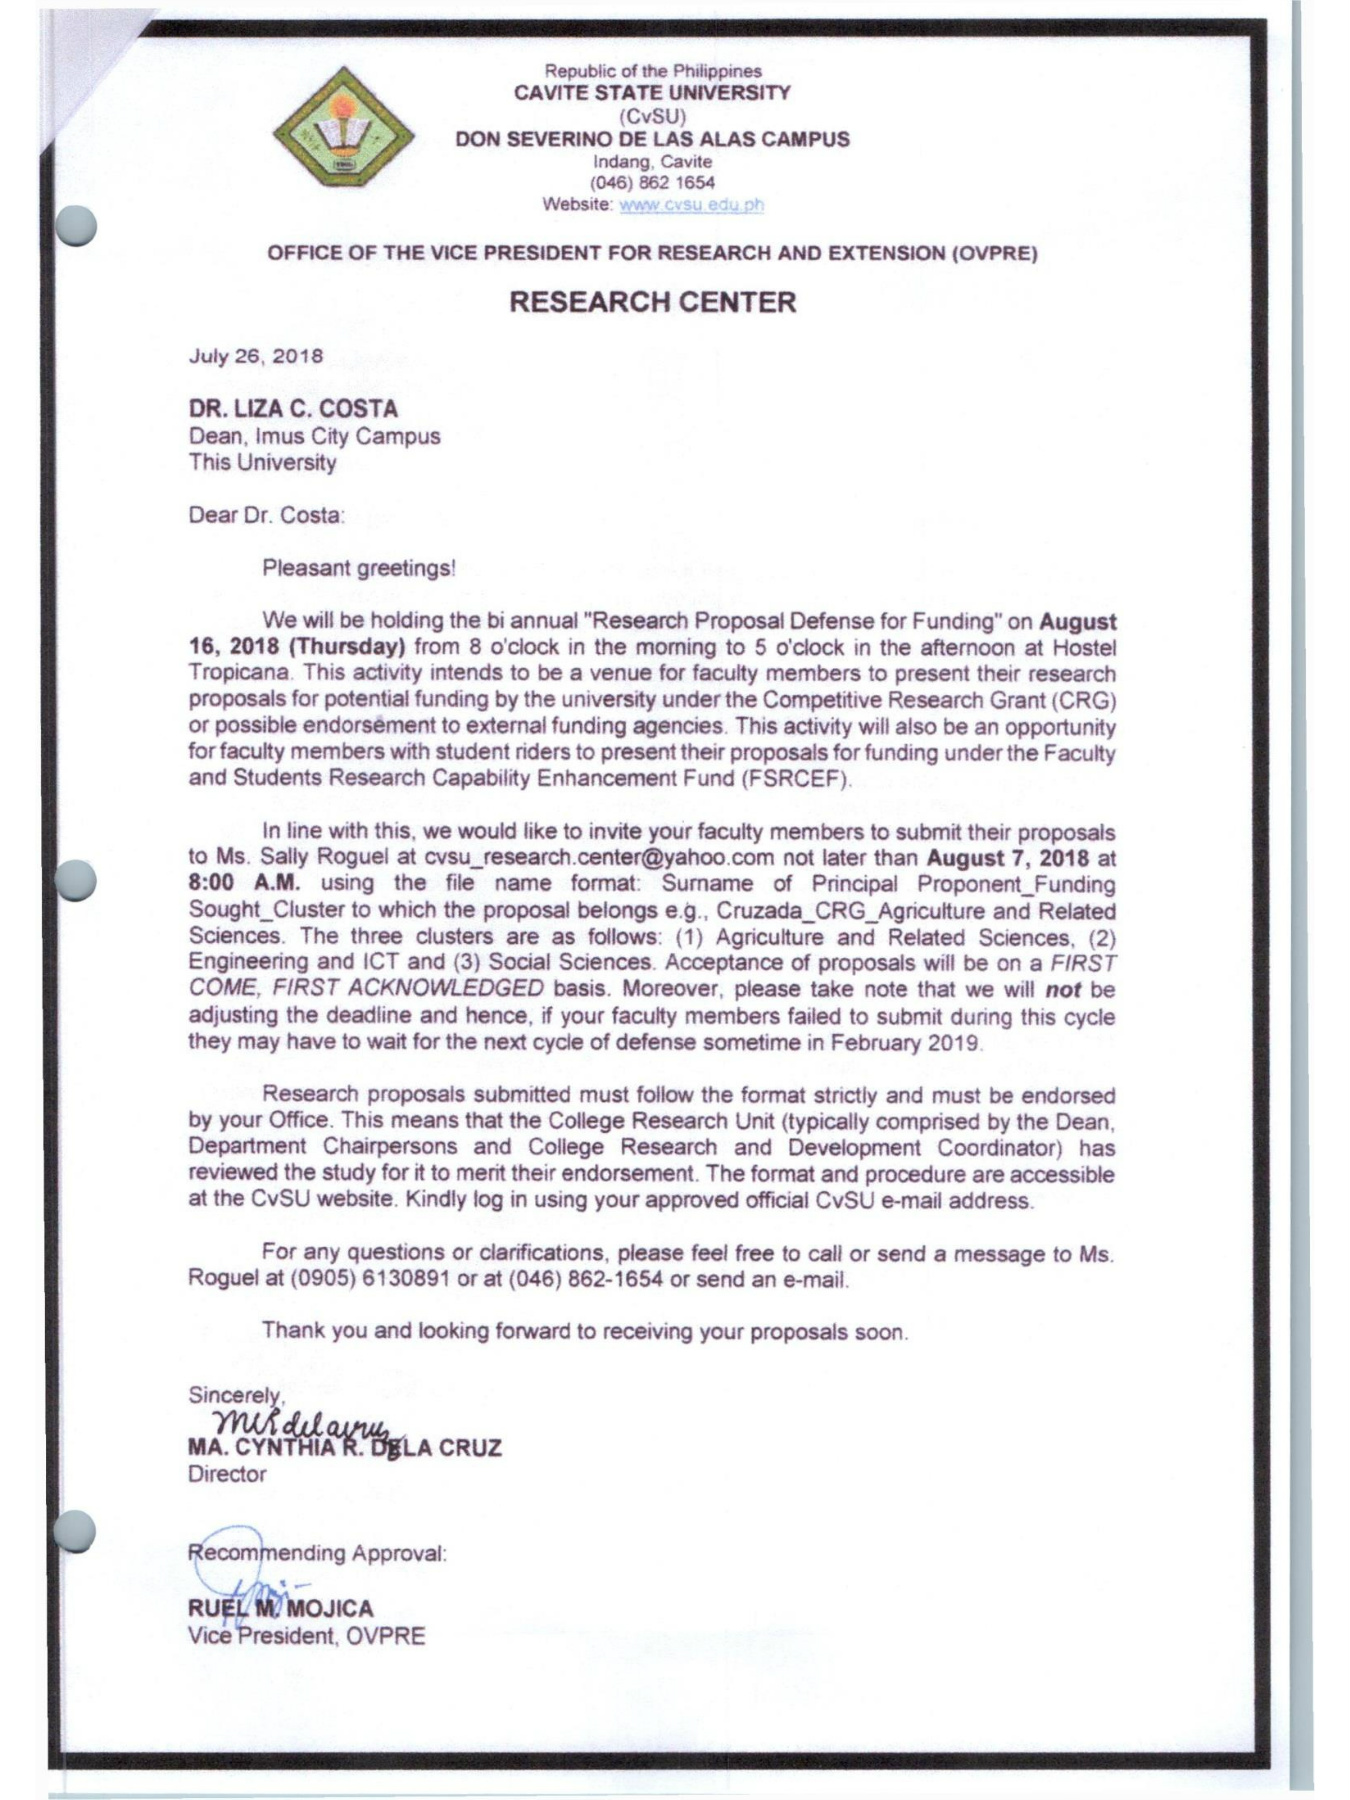 Republic of the Philippines
CAVITE STATE UNIVERSITY
(CvSU)
DON SEVERINO DE LAS ALAS CAMPUS
Indang, Cavite
(046) 862 1654
Website: www.cvsu.edu.ph
OFFICE OF THE VICE PRESIDENT FOR RESEARCH AND EXTENSION (OVPRE)
RESEARCH CENTER
July 26, 2018
DR. LIZA C. COSTA
Dean, Imus City Campus
This University
Dear Dr. Costa:
Pleasant greetings!
We will be holding the bi annual "Research Proposal Defense for Funding" on August
16, 2018 (Thursday) from 8 o'clock in the morning to 5 o'clock in the afternoon at Hostel
Tropicana. This activity intends to be a venue for faculty members to present their research
proposals for potential funding by the university under the Competitive Research Grant (CRG)
or possible endorsement to external funding agencies. This activity will also be an opportunity
for faculty members with student riders to present their proposals for funding under the Faculty
and Students Research Capability Enhancement Fund (FSRCEF).
In line with this, we would like to invite your faculty members to submit their proposals
to Ms. Sally Roguel at cvsu_research.center@yahoo.com not later than August 7, 2018 at
8:00 A.M. using the file name format: Surname of Principal Proponent_Funding
Sought_Cluster to which the proposal belongs e.g., Cruzada_CRG_Agriculture and Related
Sciences. The three clusters are as follows: (1) Agriculture and Related Sciences, (2)
Engineering and ICT and (3) Social Sciences. Acceptance of proposals will be on a FIRST
COME, FIRST ACKNOWLEDGED basis. Moreover, please take note that we will not be
adjusting the deadline and hence, if your faculty members failed to submit during this cycle
they may have to wait for the next cycle of defense sometime in February 2019.
Research proposals submitted must follow the format strictly and must be endorsed
by your Office. This means that the College Research Unit (typically comprised by the Dean,
Department Chairpersons and College Research and Development Coordinator) has
reviewed the study for it to merit their endorsement. The format and procedure are accessible
at the CvSU website. Kindly log in using your approved official CvSU e-mail address.
For any questions or clarifications, please feel free to call or send a message to Ms.
Roguel at (0905) 6130891 or at (046) 862-1654 or send an e-mail.
Thank you and looking forward to receiving your proposals soon.
Sincerely,
MA. CYNTHIA R. DELA CRUZ
Director
Recommending Approval:
RUEL M. MOJICA
Vice President, OVPRE